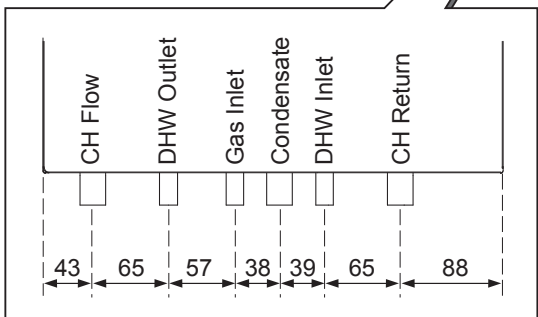 CH Flow
DHW Outlet
Gas Inlet
Condensate
DHW Inlet
CH Return
43 65 57 38 39 65 88